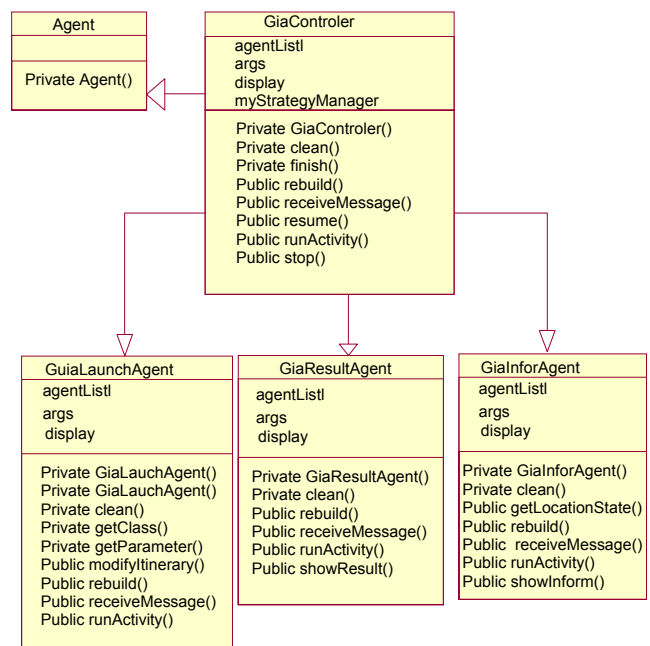 Agent
Private Agent()
GiaControler
agentListl
args
display
myStrategyManager
Private GiaControler()
Private clean()
Private finish()
Public rebuild()
Public receiveMessage()
Public resume()
Public runActivity()
Public stop()
GuiaLaunchAgent
agentListl
args
display
Private GiaLauchAgent()
Private GiaLauchAgent()
Private clean()
Private getClass()
Private getParameter()
Public modifyItinerary()
Public rebuild()
Public receiveMessage()
Public runActivity()
GiaResultAgent
agentListl
args
display
Private GiaResultAgent()
Private clean()
Public rebuild()
Public receiveMessage()
Public runActivity()
Public showResult()
GiaInforAgent
agentListl
args
display
Private GiaInforAgent()
Private clean()
Public getLocationState()
Public rebuild()
Public receiveMessage()
Public runActivity()
Public showInform()